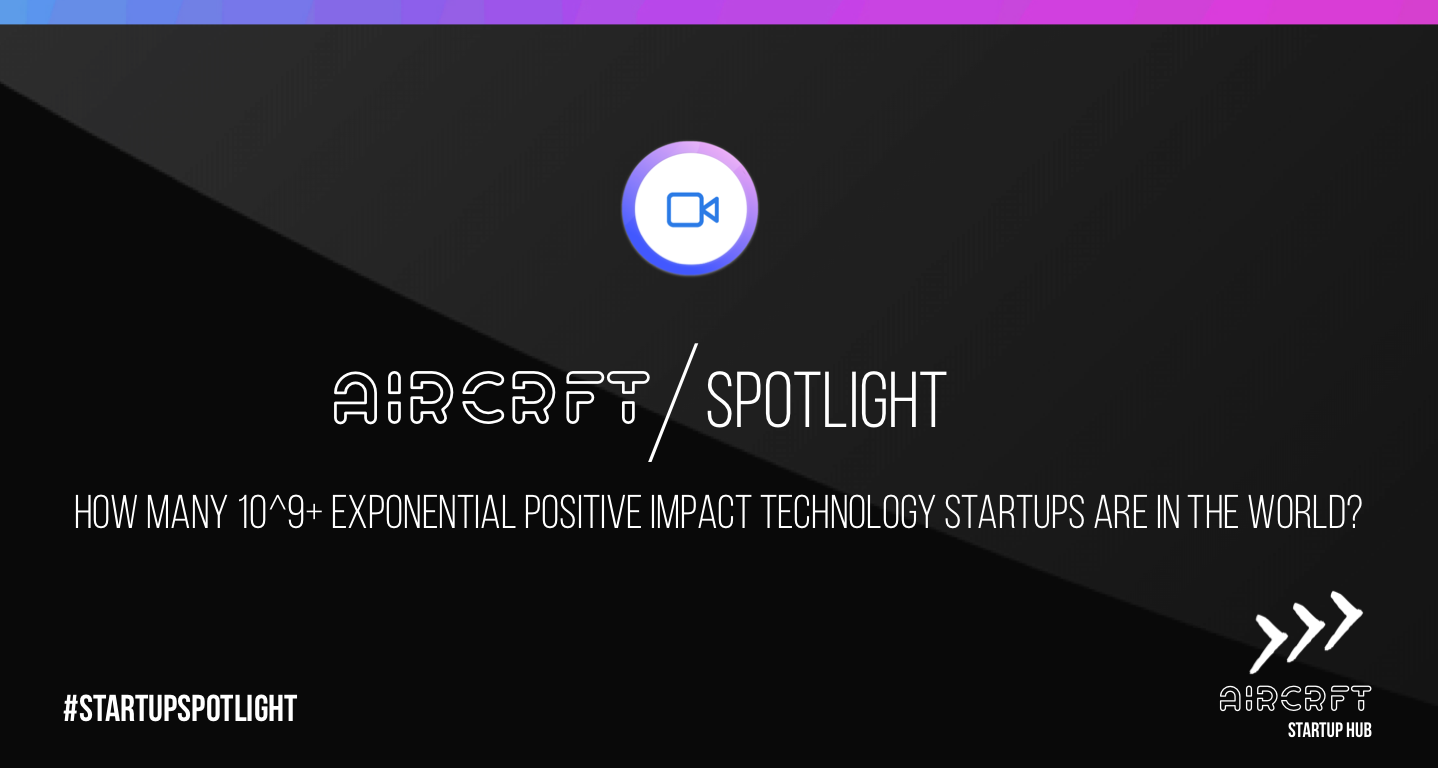 AIRCRFT/SPOTLIGHT
HOW MANY 10^9+ EXPONENTIAL POSITIVE IMPACT TECHNOLOGY STARTUPS ARE IN THE WORLD?
#STARTUPSPOTLIGHT
AIRCRFT
STARTUP HUB